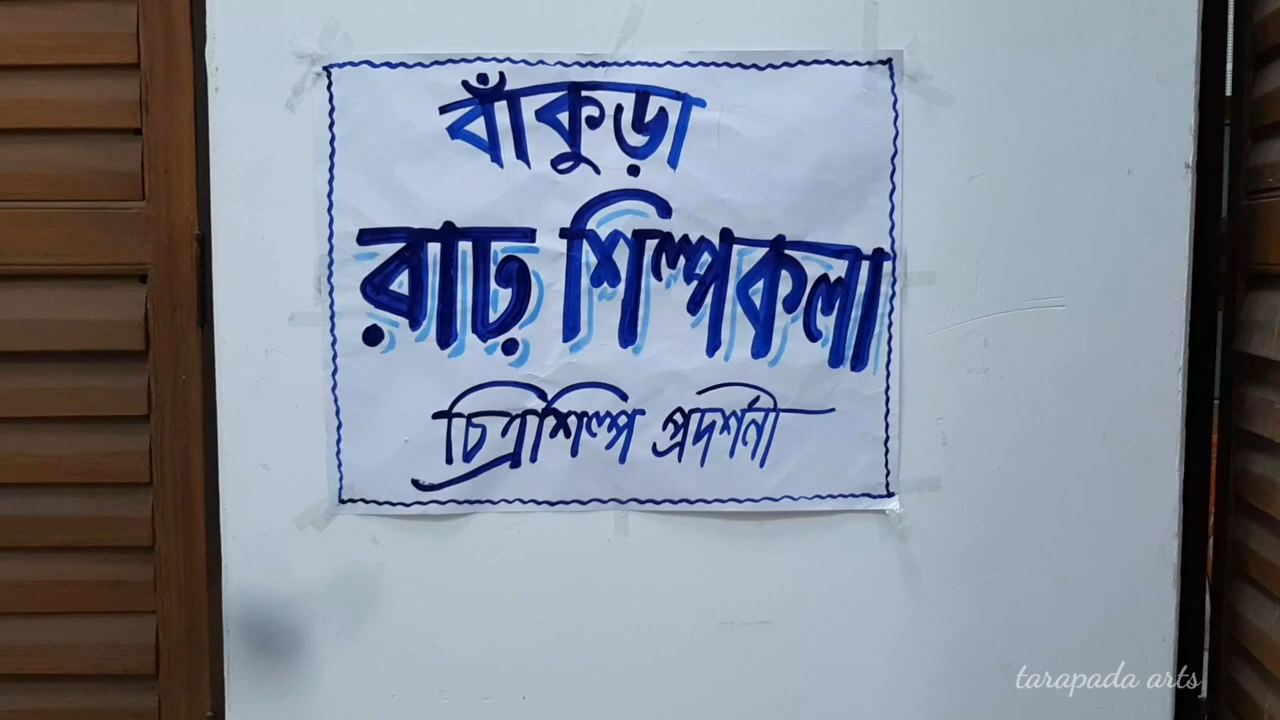 বাঁকুড়া
রাঢ় শিল্পকলা
চিত্রশিল্প প্রদর্শনী
tarapada arts